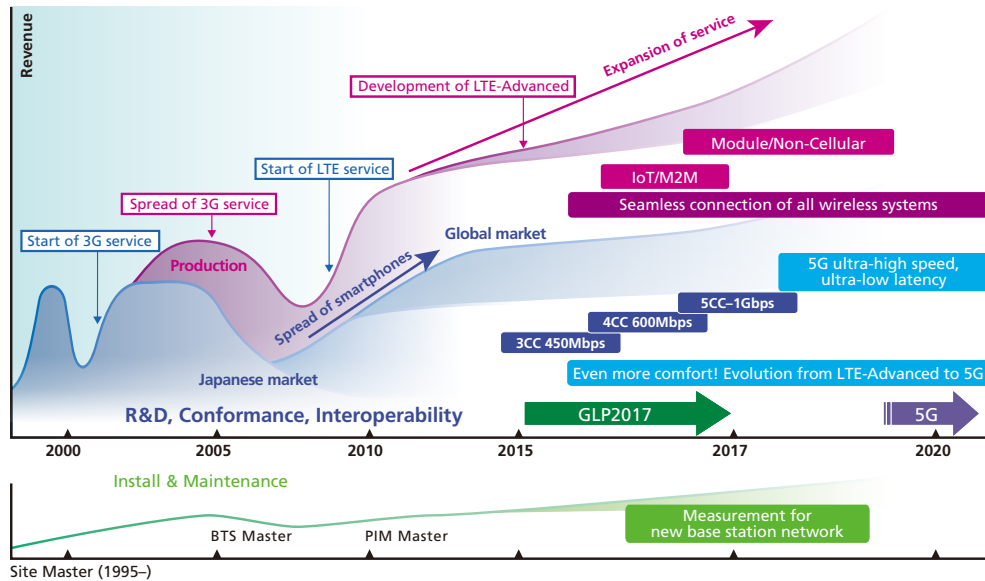 Revenue
Expansion of service
Development of LTE-Advanced
Module/Non-Cellular
Start of LTE service
IoT/M2M
Spread of 3G service
Seamless connection of all wireless systems
Start of 3G service
Global market
Production
Spread of smartphones
5G ultra-high speed,
ultra-low latency
5CC–1Gbps
4CC 600Mbps
3CC 450Mbps
Japanese market
Even more comfort! Evolution from LTE-Advanced to 5G
R&D, Conformance, Interoperability
GLP2017
5G
2000
2005
2010
2015
2017
2020
Install & Maintenance
Measurement for
new base station network
BTS Master
PIM Master
Site Master (1995–)